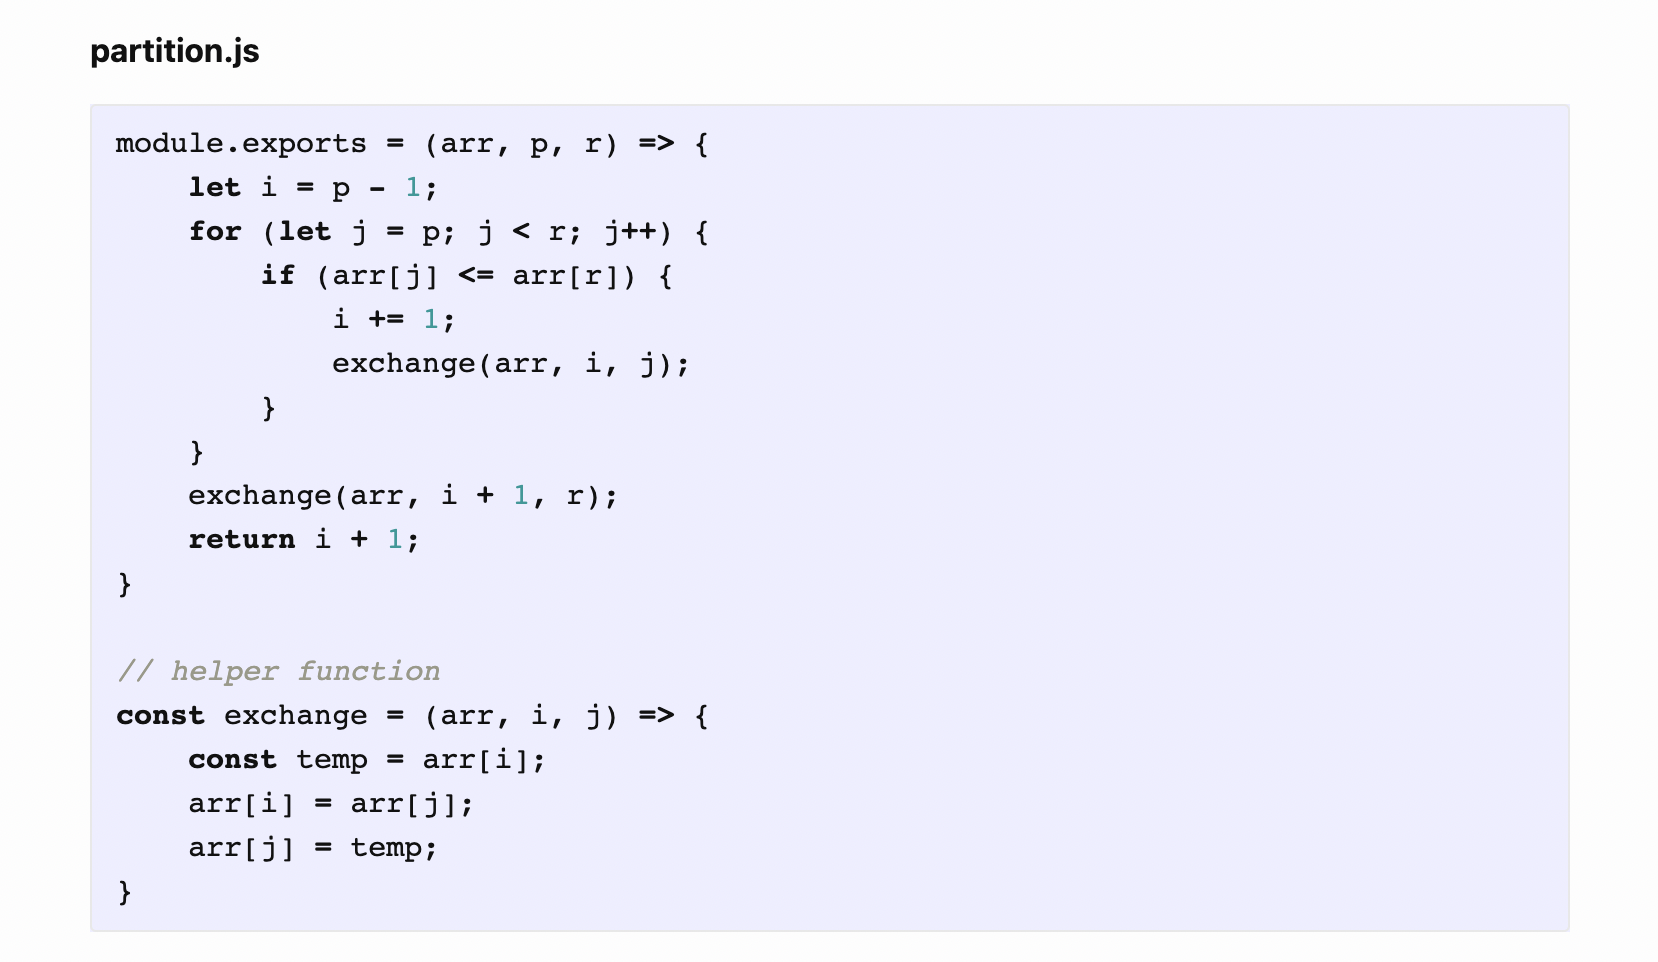 partition.js
module.exports = (arr, p, r) => {
    let i = p - 1;
    for (let j = p; j < r; j++) {
        if (arr[j] <= arr[r]) {
            i += 1;
            exchange(arr, i, j);
        }
    }
    exchange(arr, i + 1, r);
    return i + 1;
}
// helper function
const exchange = (arr, i, j) => {
    const temp = arr[i];
    arr[i] = arr[j];
    arr[j] = temp;
}